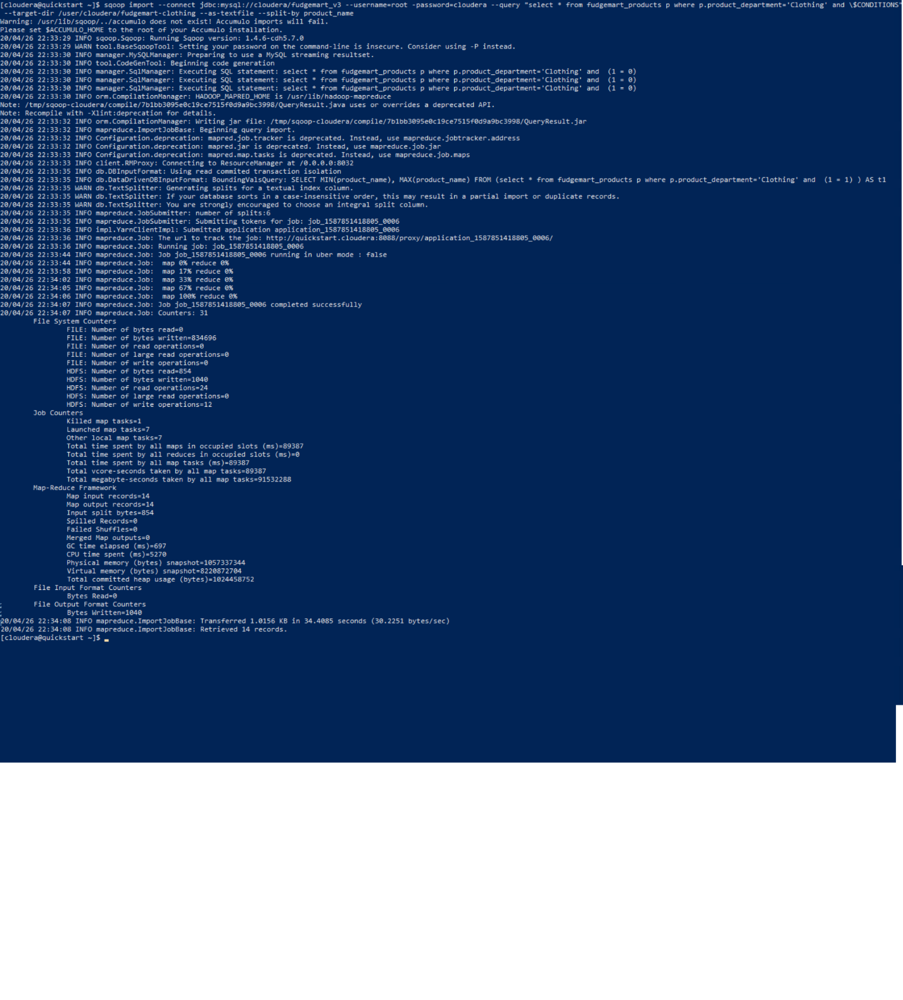 [cloudera@quickstart ~]$ sqoop import --connect jdbc:mysql://cloudera/fudgemart_v3 --username=root -password=cloudera --query "select * from fudgemart_products p where p.product_department='Clothing' and \$CONDITIONS"
--target-dir /user/cloudera/fudgemart-clothing --as-textfile --split-by product_name
Warning: /usr/lib/sqoop/../accumulo does not exist! Accumulo imports will fail.
Please set $ACCUMULO_HOME to the root of your Accumulo installation.
20/04/26 22:33:29 INFO sqoop.Sqoop: Running Sqoop version: 1.4.6-cdh5.7.0
20/04/26 22:33:29 WARN tool.BaseSqoopTool: Setting your password on the command-line is insecure. Consider using -P instead.
20/04/26 22:33:30 INFO manager.MySQLManager: Preparing to use a MySQL streaming resultset.
20/04/26 22:33:30 INFO tool.CodeGenTool: Beginning code generation
20/04/26 22:33:30 INFO manager.SqlManager: Executing SQL statement: select * from fudgemart_products p where p.product_department='Clothing' and  (1 = 0)
20/04/26 22:33:30 INFO manager.SqlManager: Executing SQL statement: select * from fudgemart_products p where p.product_department='Clothing' and  (1 = 0)
20/04/26 22:33:30 INFO manager.SqlManager: Executing SQL statement: select * from fudgemart_products p where p.product_department='Clothing' and  (1 = 0)
20/04/26 22:33:30 INFO orm.CompilationManager: HADOOP_MAPRED_HOME is /usr/lib/hadoop-mapreduce
Note: /tmp/sqoop-cloudera/compile/7b1bb3095e0c19ce7515f0d9a9bc3998/QueryResult.java uses or overrides a deprecated API.
Note: Recompile with -Xlint:deprecation for details.
20/04/26 22:33:32 INFO orm.CompilationManager: Writing jar file: /tmp/sqoop-cloudera/compile/7b1bb3095e0c19ce7515f0d9a9bc3998/QueryResult.jar
20/04/26 22:33:32 INFO mapreduce.ImportJobBase: Beginning query import.
20/04/26 22:33:32 INFO Configuration.deprecation: mapred.job.tracker is deprecated. Instead, use mapreduce.jobtracker.address
20/04/26 22:33:32 INFO Configuration.deprecation: mapred.jar is deprecated. Instead, use mapreduce.job.jar
20/04/26 22:33:33 INFO Configuration.deprecation: mapred.map.tasks is deprecated. Instead, use mapreduce.job.maps
20/04/26 22:33:33 INFO client.RMProxy: Connecting to ResourceManager at /0.0.0.0:8032
20/04/26 22:33:35 INFO db.DBInputFormat: Using read commited transaction isolation
20/04/26 22:33:35 INFO db.DataDrivenDBInputFormat: BoundingValsQuery: SELECT MIN(product_name), MAX(product_name) FROM (select * from fudgemart_products p where p.product_department='Clothing' and  (1 = 1) ) AS t1
20/04/26 22:33:35 WARN db.TextSplitter: Generating splits for a textual index column.
20/04/26 22:33:35 WARN db.TextSplitter: If your database sorts in a case-insensitive order, this may result in a partial import or duplicate records.
20/04/26 22:33:35 WARN db.TextSplitter: You are strongly encouraged to choose an integral split column.
20/04/26 22:33:35 INFO mapreduce.JobSubmitter: number of splits:6
20/04/26 22:33:35 INFO mapreduce.JobSubmitter: Submitting tokens for job: job_1587851418805_0006
20/04/26 22:33:36 INFO impl.YarnClientImpl: Submitted application application_1587851418805_0006
20/04/26 22:33:36 INFO mapreduce.Job: The url to track the job: http://quickstart.cloudera:8088/proxy/application_1587851418805_0006/
20/04/26 22:33:36 INFO mapreduce.Job: Running job: job_1587851418805_0006
20/04/26 22:33:44 INFO mapreduce.Job: Job job_1587851418805_0006 running in uber mode : false
20/04/26 22:33:44 INFO mapreduce.Job:  map 0% reduce 0%
20/04/26 22:33:58 INFO mapreduce.Job:  map 17% reduce 0%
20/04/26 22:34:02 INFO mapreduce.Job:  map 33% reduce 0%
20/04/26 22:34:05 INFO mapreduce.Job:  map 67% reduce 0%
20/04/26 22:34:06 INFO mapreduce.Job:  map 100% reduce 0%
20/04/26 22:34:07 INFO mapreduce.Job: Job job_1587851418805_0006 completed successfully
20/04/26 22:34:07 INFO mapreduce.Job: Counters: 31
File System Counters
FILE: Number of bytes read=0
FILE: Number of bytes written=834696
FILE: Number of read operations=0
FILE: Number of large read operations=0
FILE: Number of write operations=0
HDFS: Number of bytes read=854
HDFS: Number of bytes written=1040
HDFS: Number of read operations=24
HDFS: Number of large read operations=0
HDFS: Number of write operations=12
Job Counters
Killed map tasks=1
Launched map tasks=7
Other local map tasks=7
Total time spent by all maps in occupied slots (ms)=89387
Total time spent by all reduces in occupied slots (ms)=0
Total time spent by all map tasks (ms)=89387
Total vcore-seconds taken by all map tasks=89387
Total megabyte-seconds taken by all map tasks=91532288
Map-Reduce Framework
Map input records=14
Map output records=14
Input split bytes=854
Spilled Records=0
Failed Shuffles=0
Merged Map outputs=0
GC time elapsed (ms)=697
CPU time spent (ms)=5270
Physical memory (bytes) snapshot=1057337344
Virtual memory (bytes) snapshot=8220872704
Total committed heap usage (bytes)=1024458752
File Input Format Counters
Bytes Read=0
File Output Format Counters
Bytes Written=1040
20/04/26 22:34:08 INFO mapreduce.ImportJobBase: Transferred 1.0156 KB in 34.4085 seconds (30.2251 bytes/sec)
20/04/26 22:34:08 INFO mapreduce.ImportJobBase: Retrieved 14 records.
[cloudera@quickstart ~]$